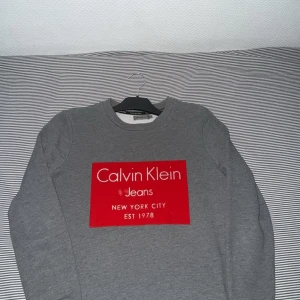 Calvin Klein
Jeans
NEW YORK CITY
EST 1978